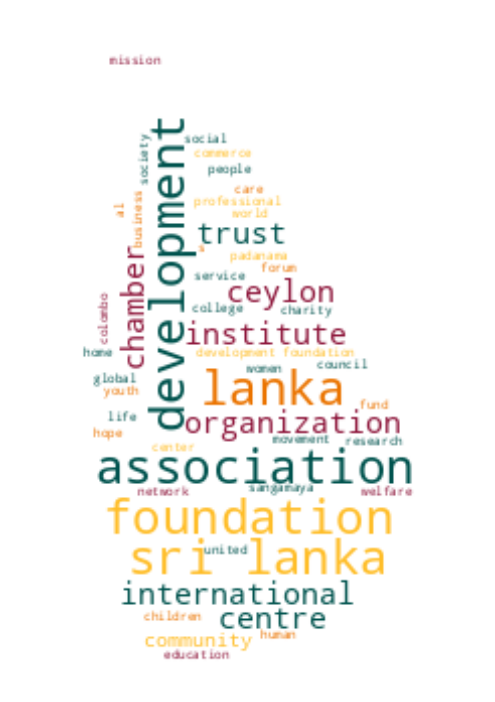 mission
development
social
society
commerce
people
care
professional
al
business
world
trust
s
padanama
chamber
forum
service
ceylon
colombo
college
charity
institute
home
development foundation
women
council
global
lanka
youth
fund
life
organization
hope
movement
research
center
association
network
sangamaya
welfare
foundation
sri lanka
united
international
children
centre
community
human
education